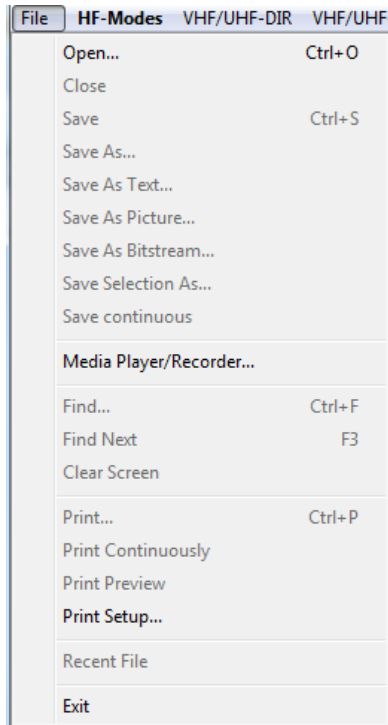 File HF-Modes VHF/UHF-DIR VHF/UHF
Open... Ctrl+O
Close
Save Ctrl+S
Save As...
Save As Text...
Save As Picture...
Save As Bitstream...
Save Selection As...
Save continuous
Media Player/Recorder...
Find... Ctrl+F
Find Next F3
Clear Screen
Print... Ctrl+P
Print Continuously
Print Preview
Print Setup...
Recent File
Exit